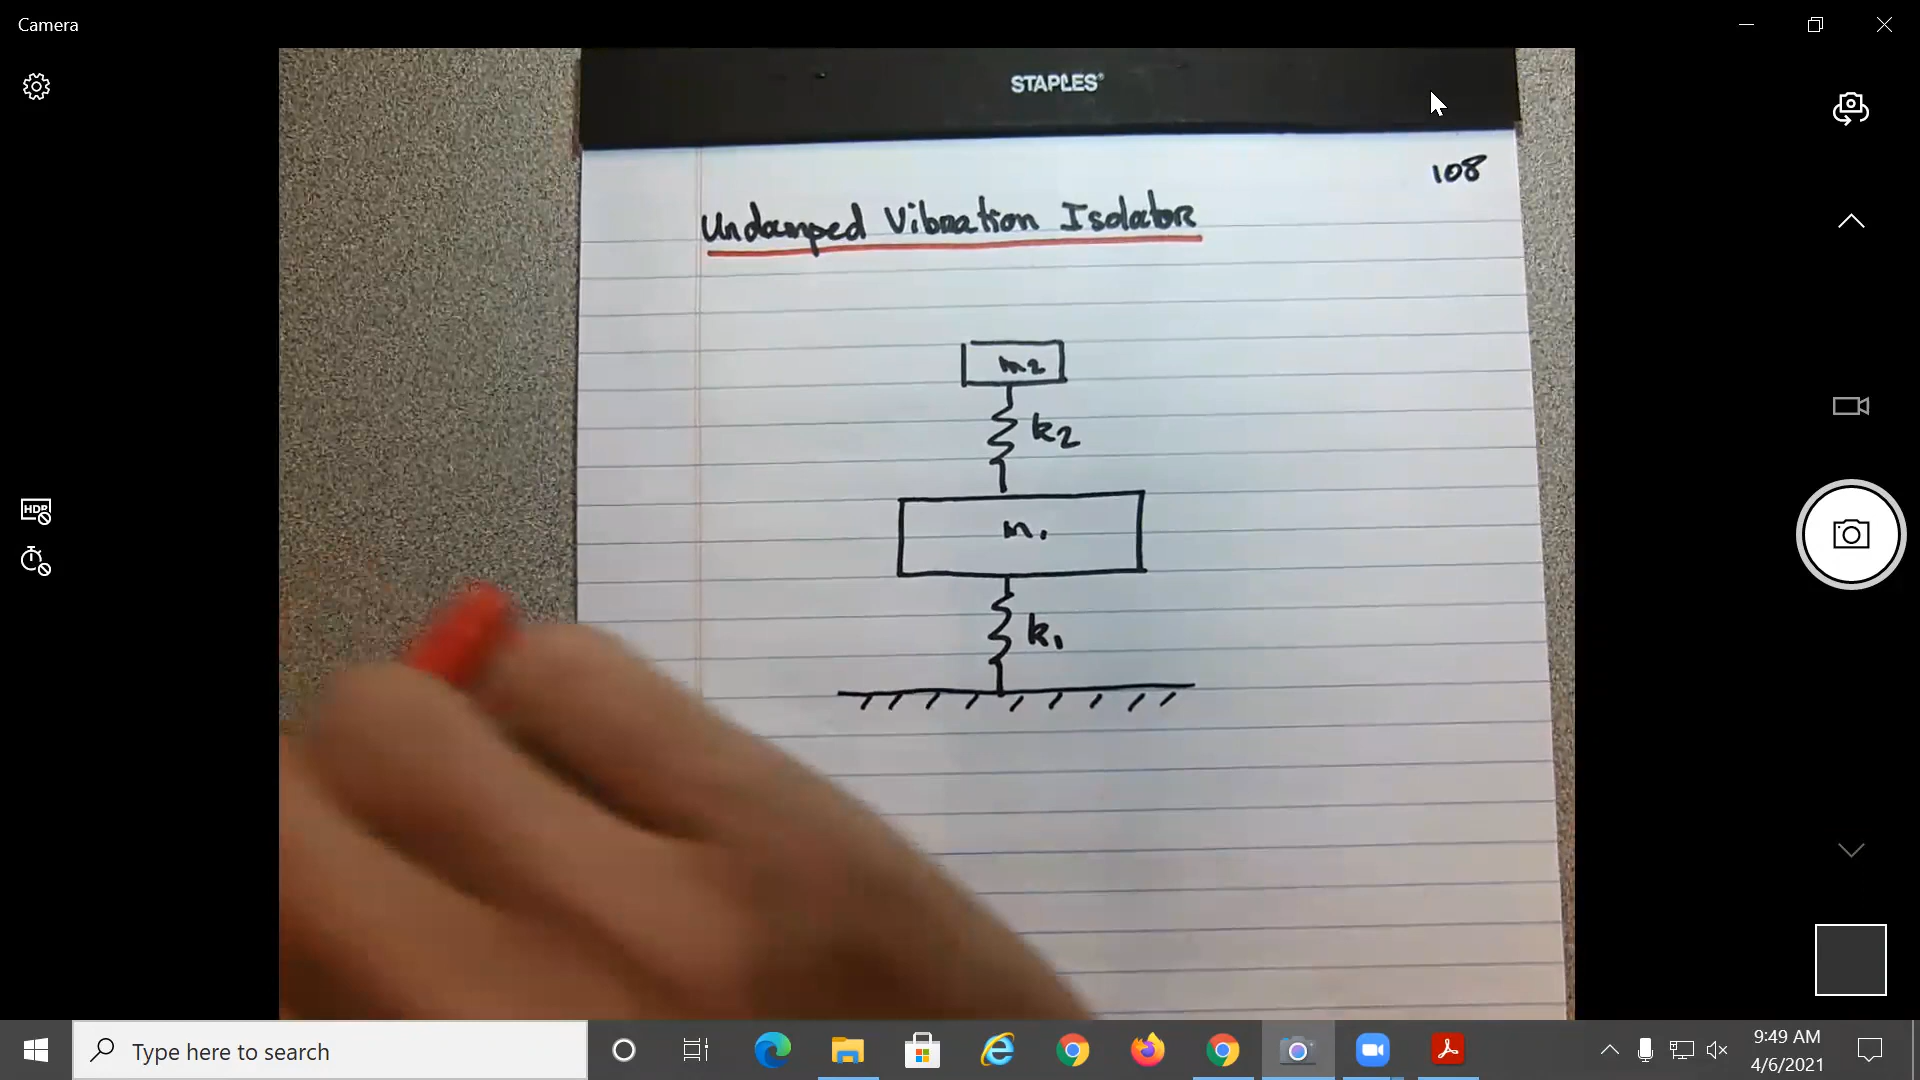 Camera
STAPLES
108
Undamped Vibration Isolator
m2
k2
m1
k1
HDR
Type here to search
9:49 AM
4/6/2021